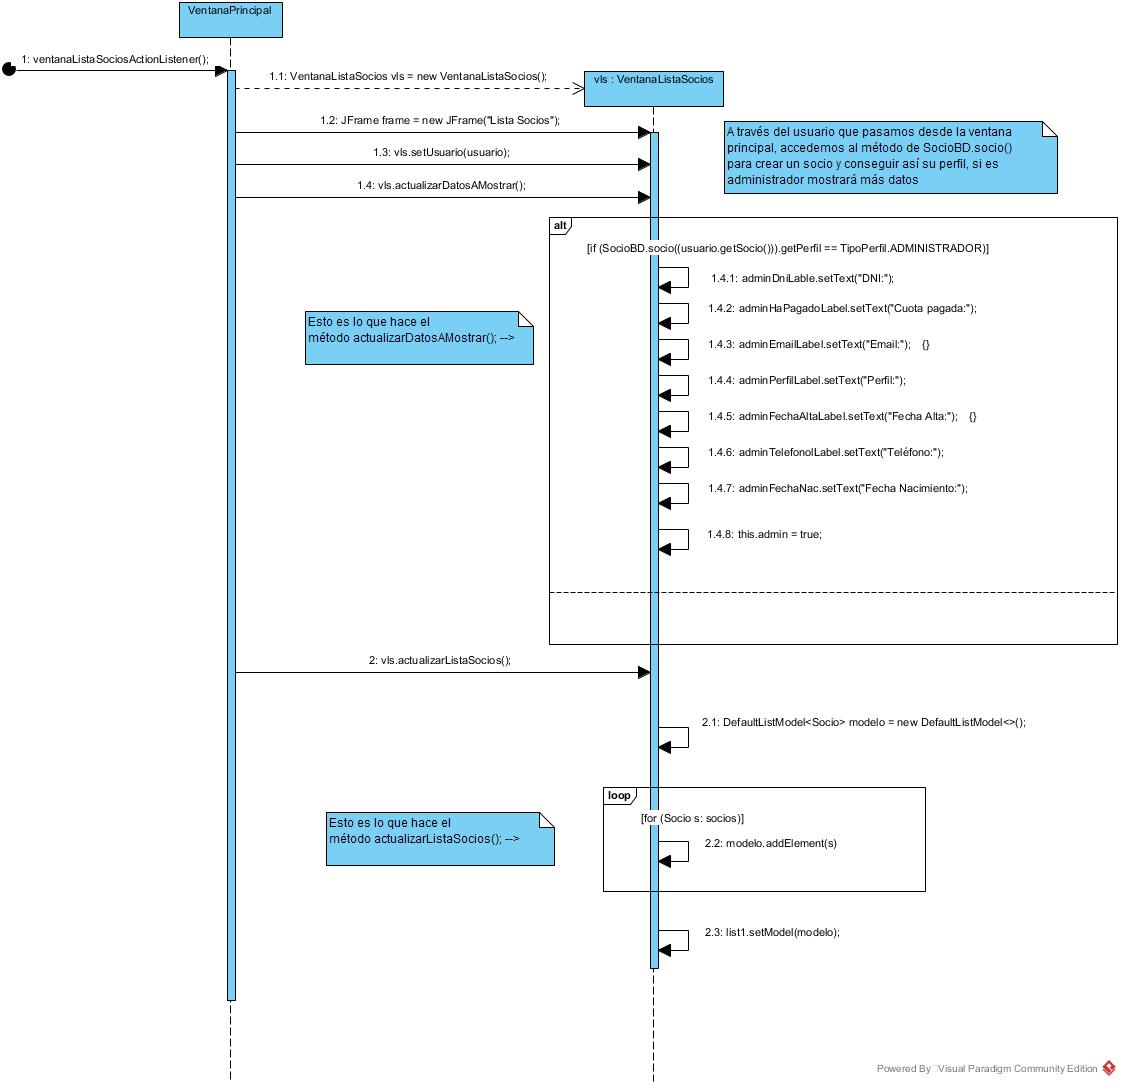 VentanaPrincipal
1: ventanaListaSociosActionListener();
1.1: VentanaListaSocios vls = new VentanaListaSocios();
vls : VentanaListaSocios
1.2: JFrame frame = new JFrame("Lista Socios");
1.3: vls.setUsuario(usuario);
1.4: vls.actualizarDatosAMostrar();
A través del usuario que pasamos desde la ventana
principal, accedemos al método de SocioBD.socio()
para crear un socio y conseguir así su perfil, si es
administrador mostrará más datos
alt
[if (SocioBD.socio((usuario.getSocio())).getPerfil == TipoPerfil.ADMINISTRADOR)]
1.4.1: adminDniLable.setText("DNI:");
1.4.2: adminHaPagadoLabel.setText("Cuota pagada:");
Esto es lo que hace el
método actualizarDatosAMostrar(); -->
1.4.3: adminEmailLabel.setText("Email:"); {}
1.4.4: adminPerfilLabel.setText("Perfil:");
1.4.5: adminFechaAltaLabel.setText("Fecha Alta:"); {}
1.4.6: adminTelefonolLabel.setText("Teléfono:");
1.4.7: adminFechaNac.setText("Fecha Nacimiento:");
1.4.8: this.admin = true;
2: vls.actualizarListaSocios();
2.1: DefaultListModel<Socio> modelo = new DefaultListModel<>();
loop
[for (Socio s: socios)]
Esto es lo que hace el
método actualizarListaSocios(); -->
2.2: modelo.addElement(s)
2.3: list1.setModel(modelo);
Powered By Visual Paradigm Community Edition